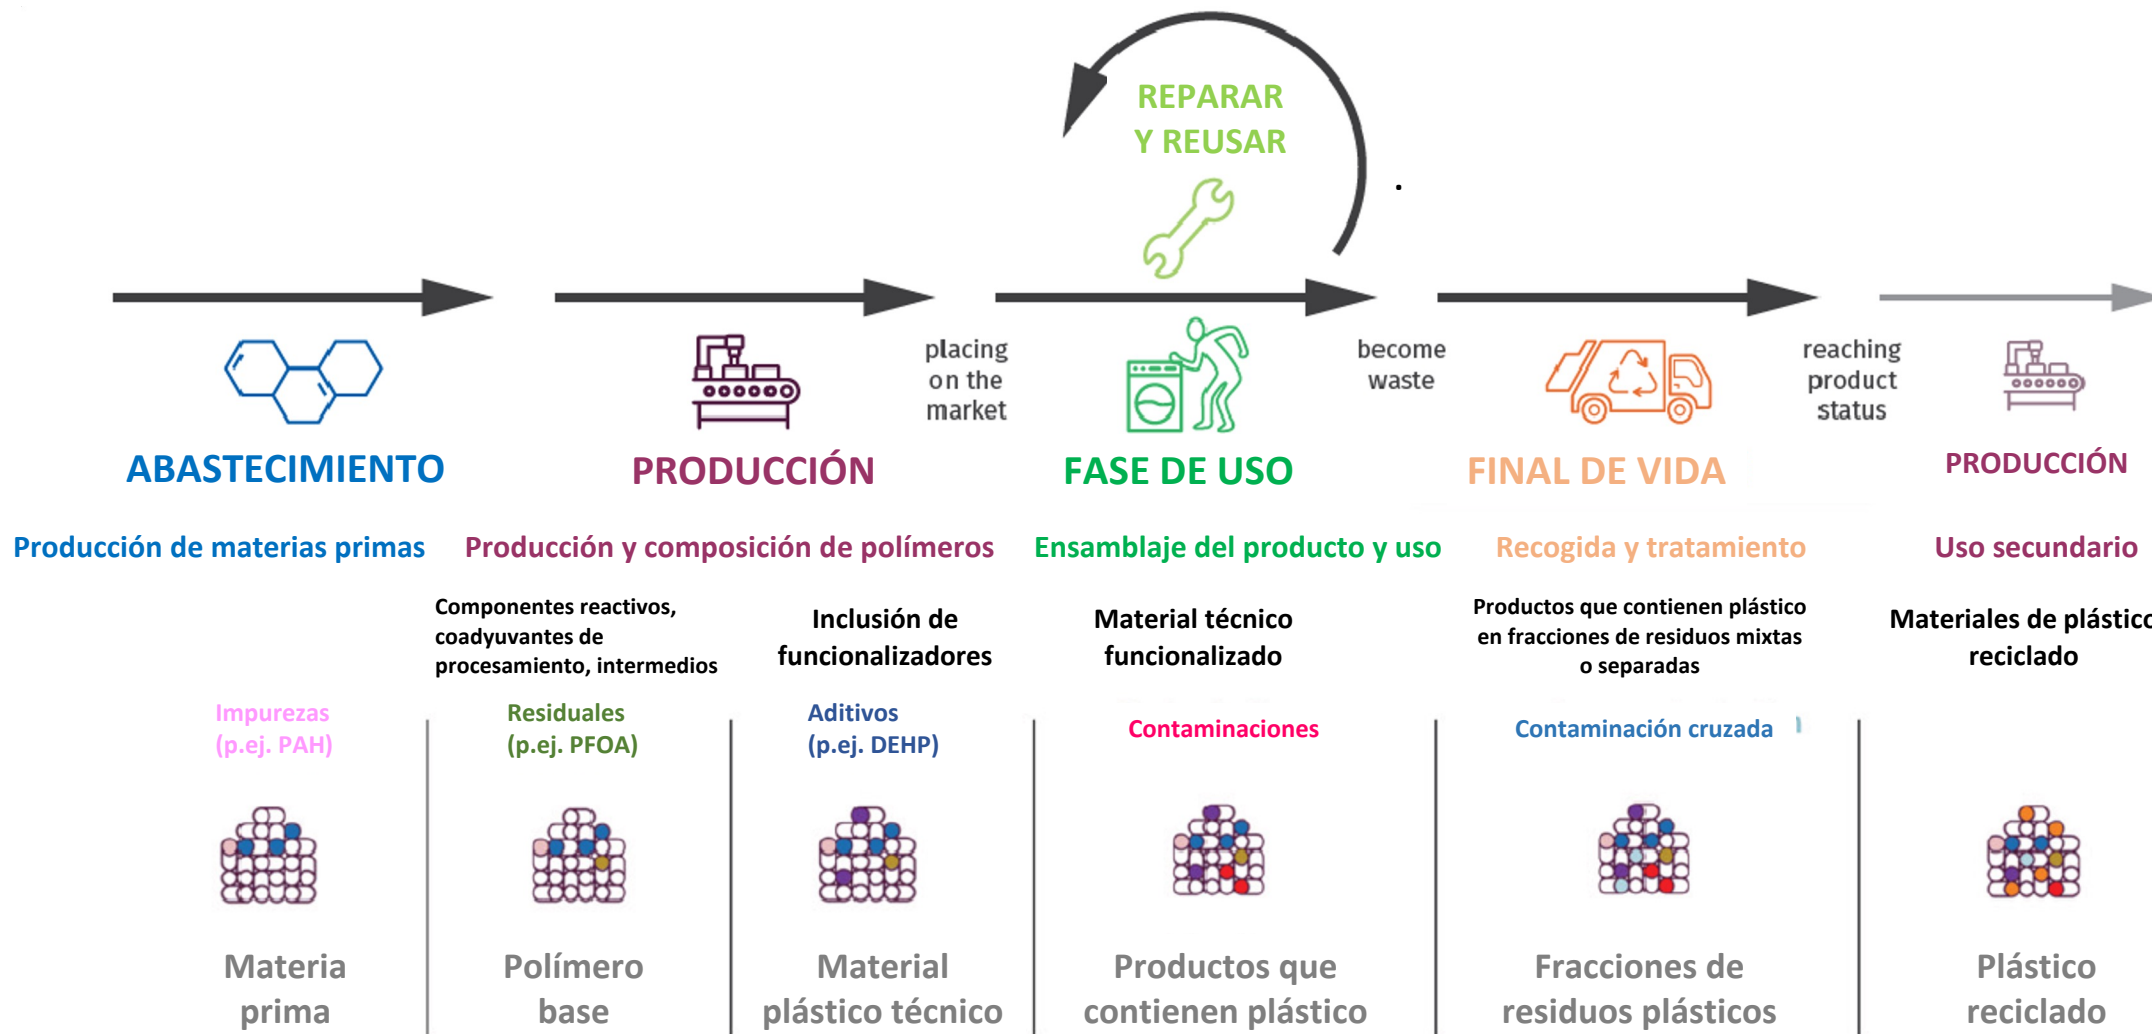 REPARAR
Y REUSAR
.
placing
on the
market
become
waste
reaching
product
status
ABASTECIMIENTO
PRODUCCIÓN
FASE DE USO
FINAL DE VIDA
PRODUCCIÓN
Producción de materias primas
Producción y composición de polímeros
Ensamblaje del producto y uso
Recogida y tratamiento
Uso secundario
Componentes reactivos,
coadyuvantes de
procesamiento, intermedios
Inclusión de
funcionalizadores
Material técnico
funcionalizado
Productos que contienen plástico
en fracciones de residuos mixtas
o separadas
Materiales de plástico
reciclado
Impurezas
(p.ej. PAH)
Residuales
(p.ej. PFOA)
Aditivos
(p.ej. DEHP)
Contaminaciones
Contaminación cruzada
Materia
prima
Polímero
base
Material
plástico técnico
Productos que
contienen plástico
Fracciones de
residuos plásticos
Plástico
reciclado